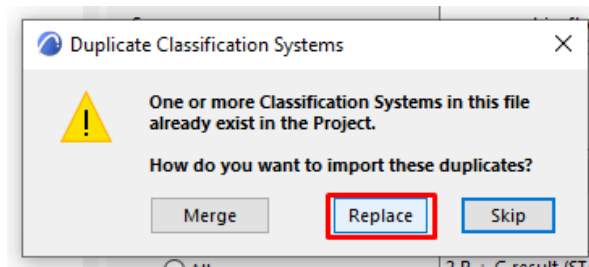 Duplicate Classification Systems
One or more Classification Systems in this file
already exist in the Project.
How do you want to import these duplicates?
Merge
Replace
Skip